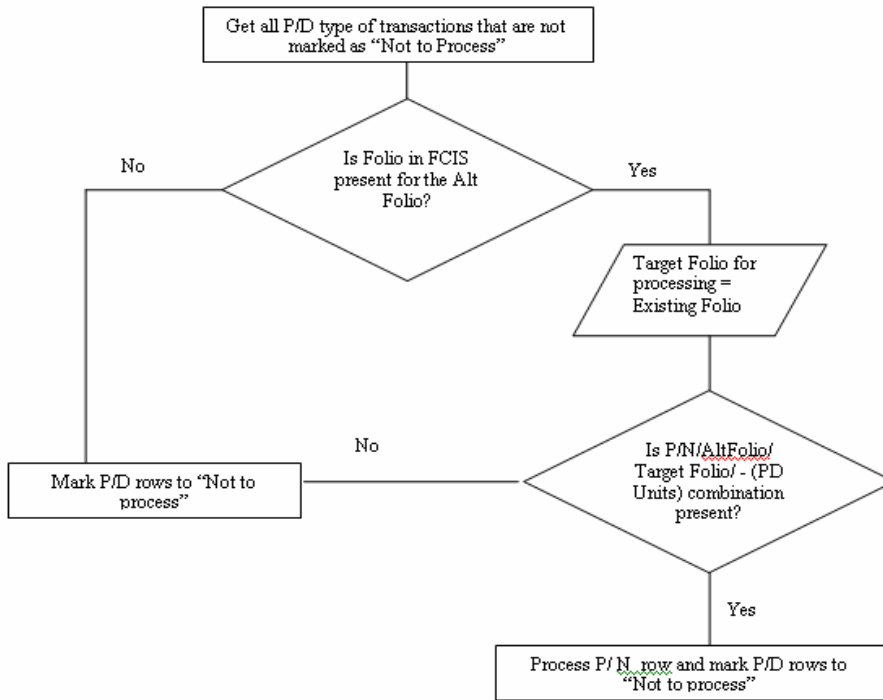 Get all P/D type of transactions that are not
marked as “Not to Process”
No
Is Folio in FCIS
present for the Alt
Folio?
Yes
Target Folio for
processing =
Existing Folio
No
Is P/N/AltFolio/
Target Folio/ - (PD
Units) combination
present?
Mark P/D rows to “Not to
process”
Yes
Process P/ N  row and mark P/D rows to
“Not to process”